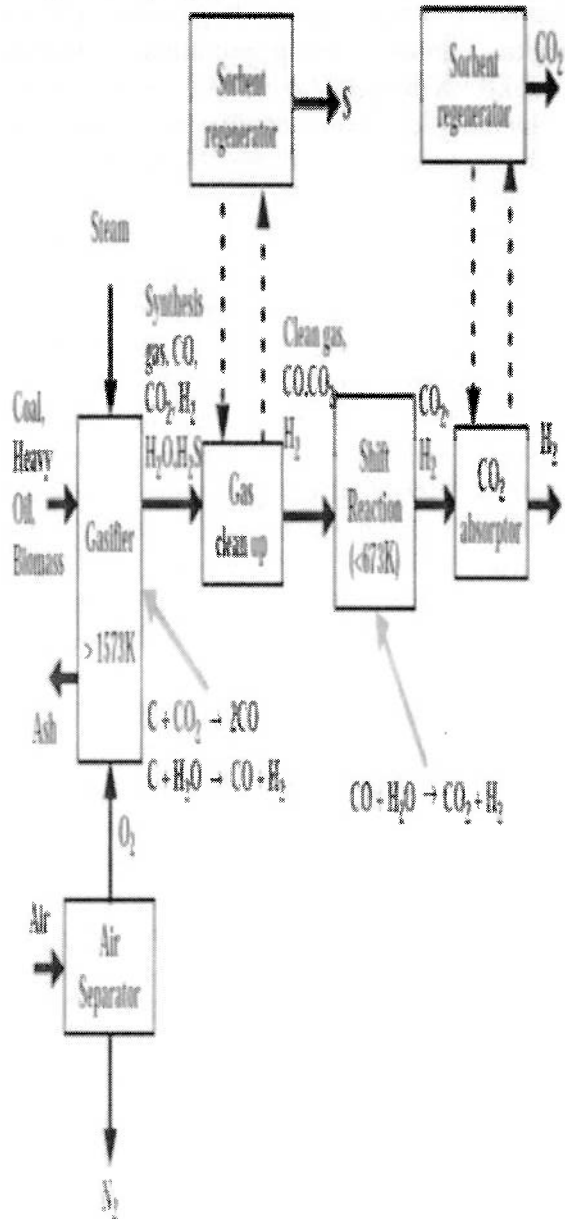 Sorbent
regenerator
S
Sorbent
regenerator
CO₂
Steam
Synthesis
gas, CO,
CO₂, H₂
H₂O.H₂S
Clean gas,
CO.CO₂
H₂
CO₂,
H₂
H₂
Coal,
Heavy
Oil,
Biomass
Gasifier
> 1573K
Gas
clean up
Shift
Reaction
(<673K)
CO₂
absorptor
Ash
C + CO₂ → 2CO
C + H₂O → CO + H₂
CO + H₂O → CO₂ + H₂
O₂
Air
Air
Separator
N₂